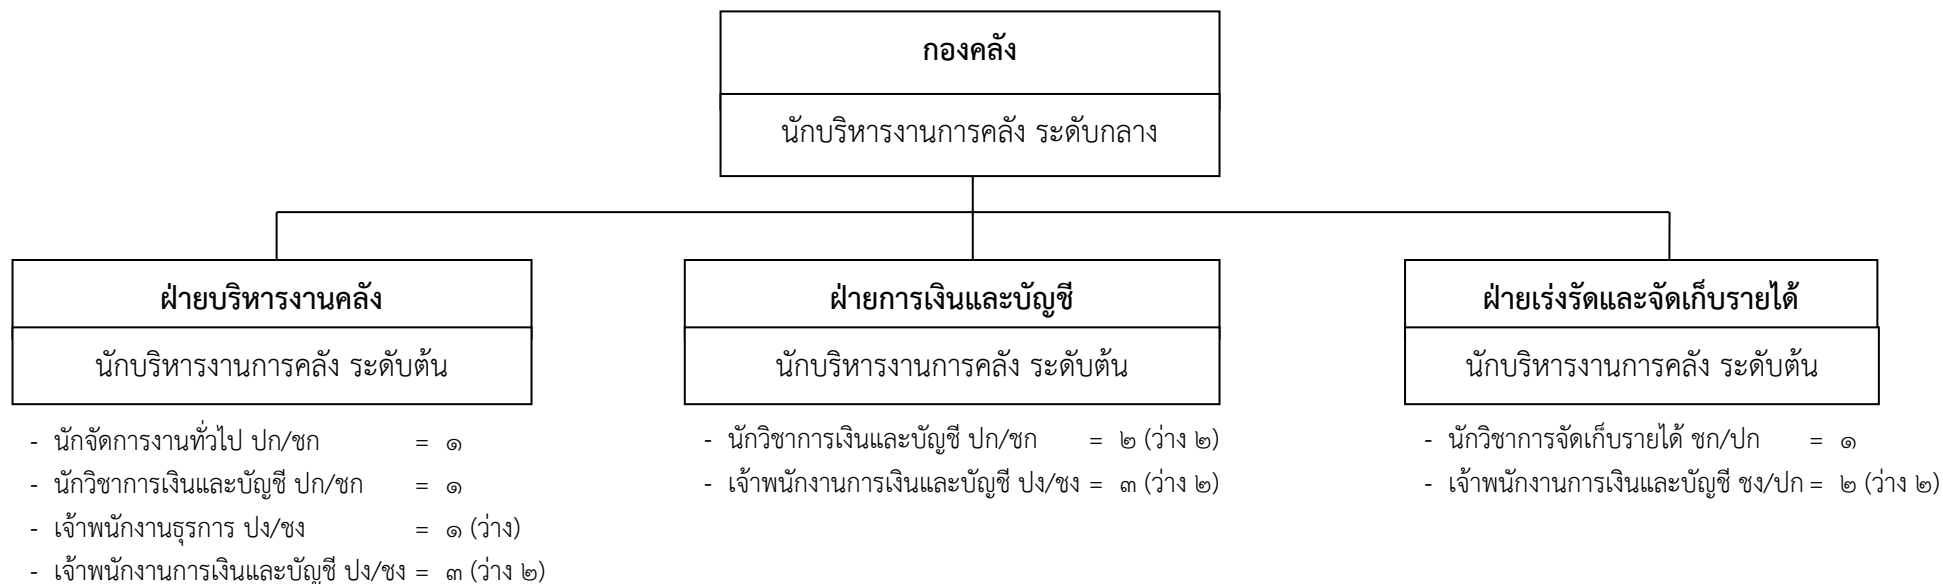 กองคลัง
นักบริหารงานการคลัง ระดับกลาง
ฝ่ายบริหารงานคลัง
นักบริหารงานการคลัง ระดับต้น
- นักจัดการงานทั่วไป ปก/ชก = ๑
- นักวิชาการเงินและบัญชี ปก/ชก = ๑
- เจ้าพนักงานธุรการ ปง/ชง = ๑ (ว่าง)
- เจ้าพนักงานการเงินและบัญชี ปง/ชง = ๓ (ว่าง ๒)
ฝ่ายการเงินและบัญชี
นักบริหารงานการคลัง ระดับต้น
- นักวิชาการเงินและบัญชี ปก/ชก = ๒ (ว่าง ๒)
- เจ้าพนักงานการเงินและบัญชี ปง/ชง = ๓ (ว่าง ๒)
ฝ่ายเร่งรัดและจัดเก็บรายได้
นักบริหารงานการคลัง ระดับต้น
- นักวิชาการจัดเก็บรายได้ ชก/ปก = ๑
- เจ้าพนักงานการเงินและบัญชี ชง/ปก = ๒ (ว่าง ๒)